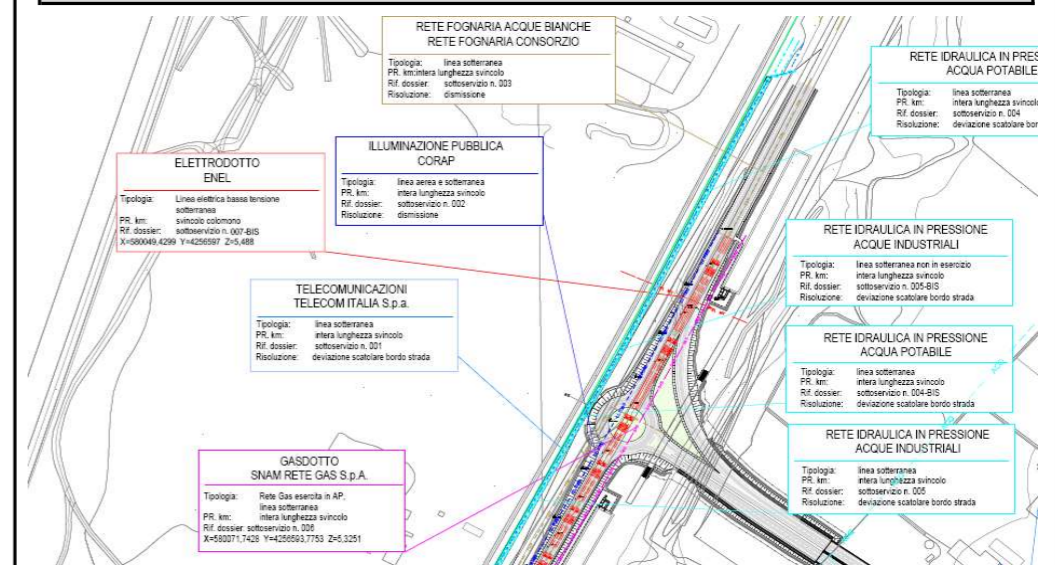 RETE FOGNARIA ACQUE BIANCHE
RETE FOGNARIA CONSORZIO
Tipologia: linea sotterranea
PR. km:intera lunghezza svincolo
Rif. dossier: sottoservizio n. 003
Risoluzione: dismissione
RETE IDRAULICA IN PRES
ACQUA POTABILE
Tipologia: linea sotterranea
PR. km: intera lunghezza svincolo
Rif. dossier: sottoservizio n. 004
Risoluzione: deviazione scatolare bor
ELETTRODOTTO
ENEL
Tipologia: Linea elettrica bassa tensione
sotterranea
PR. km: svincolo colomono
Rif. dossier: sottoservizio n. 007-BIS
X=580049,4299 Y=4256597 Z=5,488
ILLUMINAZIONE PUBBLICA
CORAP
Tipologia: linea aerea e sotterranea
PR. km: intera lunghezza svincolo
Rif. dossier: sottoservizio n. 002
Risoluzione: dismissione
RETE IDRAULICA IN PRESSIONE
ACQUE INDUSTRIALI
Tipologia: linea sotterranea non in esercizio
PR. km: intera lunghezza svincolo
Rif. dossier: sottoservizio n. 005-BIS
Risoluzione: deviazione scatolare bordo strada
TELECOMUNICAZIONI
TELECOM ITALIA S.p.a.
Tipologia: linea sotterranea
PR. km: intera lunghezza svincolo
Rif. dossier: sottoservizio n. 001
Risoluzione: deviazione scatolare bordo strada
RETE IDRAULICA IN PRESSIONE
ACQUA POTABILE
Tipologia: linea sotterranea
PR. km: intera lunghezza svincolo
Rif. dossier: sottoservizio n. 004-BIS
Risoluzione: deviazione scatolare bordo strada
RETE IDRAULICA IN PRESSIONE
ACQUE INDUSTRIALI
Tipologia: linea sotterranea
PR. km: intera lunghezza svincolo
Rif. dossier: sottoservizio n. 005
Risoluzione: deviazione scatolare bordo strada
GASDOTTO
SNAM RETE GAS S.p.A.
Tipologia: Rete Gas esercita in AP,
linea sotterranea
PR. km: intera lunghezza svincolo
Rif. dossier: sottoservizio n. 006
X=580071,7428 Y=4256593,7753 Z=5,3251